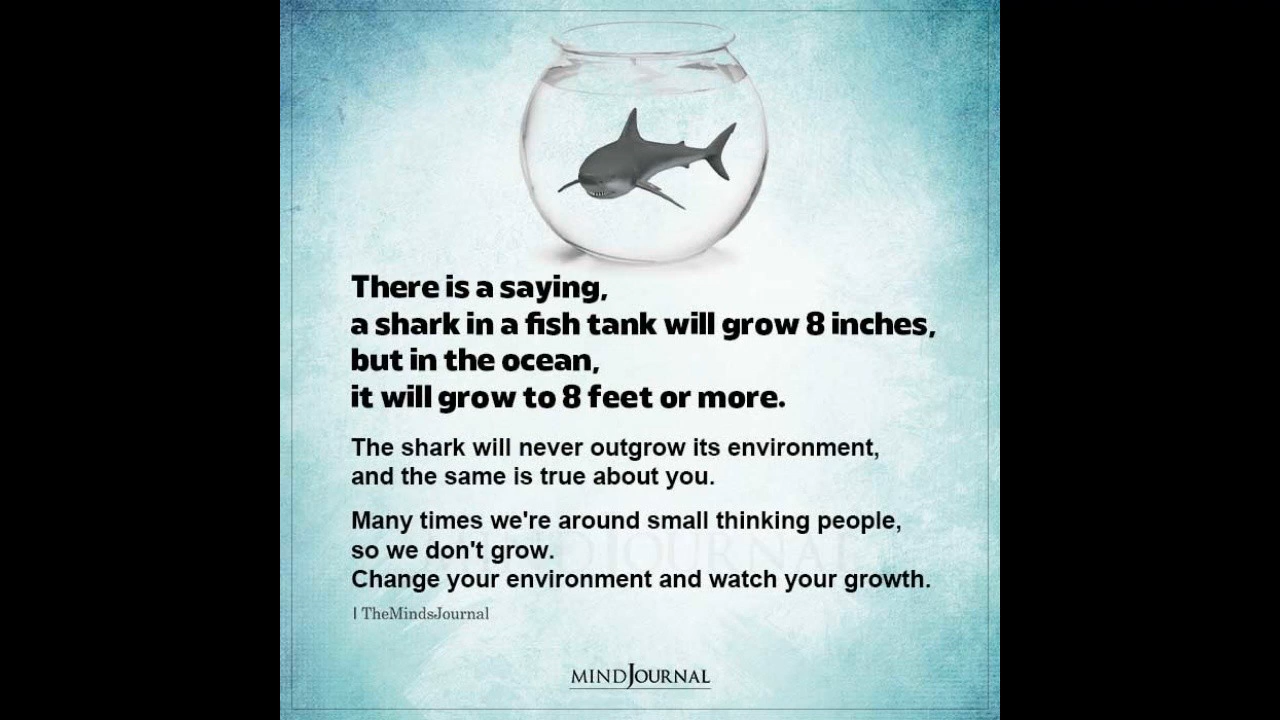 There is a saying,
a shark in a fish tank will grow 8 inches,
but in the ocean,
it will grow to 8 feet or more.
The shark will never outgrow its environment,
and the same is true about you.
Many times we're around small thinking people,
so we don't grow.
Change your environment and watch your growth.
| TheMindsJournal
MINDJOURNAL
MINDJOURNAL